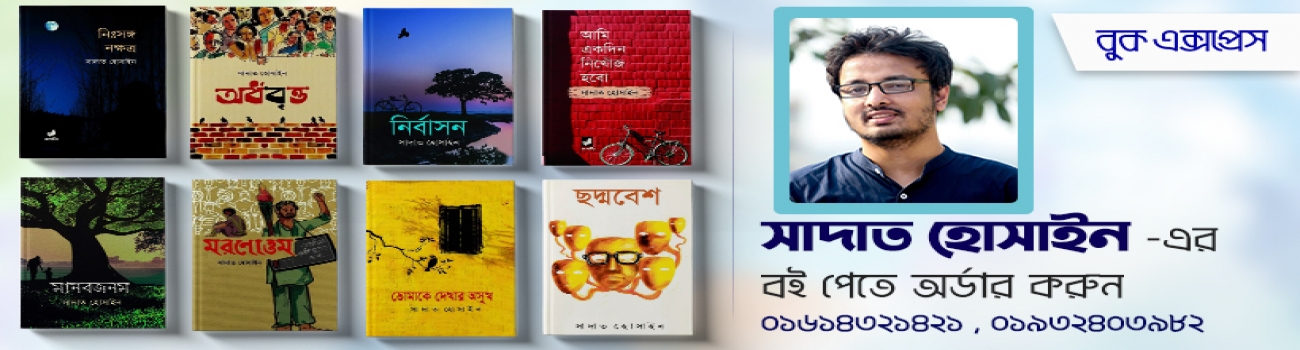 নিঃসঙ্গ
নক্ষত্র
সাদাত হোসাইন
সাদাত হোসাইন
অর্ধবৃত্ত
নির্বাসন
সাদাত হোসাইন
আমি
একদিন
নিখোঁজ
হবো
সাদাত হোসাইন
মানবজনম
সাদাত হোসাইন
মরণোত্তম
সাদাত হোসাইন
তোমাকে দেখার অসুখ
সাদাত হোসাইন
ছদ্মবেশ
সাদাত হোসাইন
বুক এক্সপ্রেস
সাদাত হোসাইন -এর
বই পেতে অর্ডার করুন
০১৬১৪৩২১৪২১ , ০১৯৩২৪০৩৯৮২